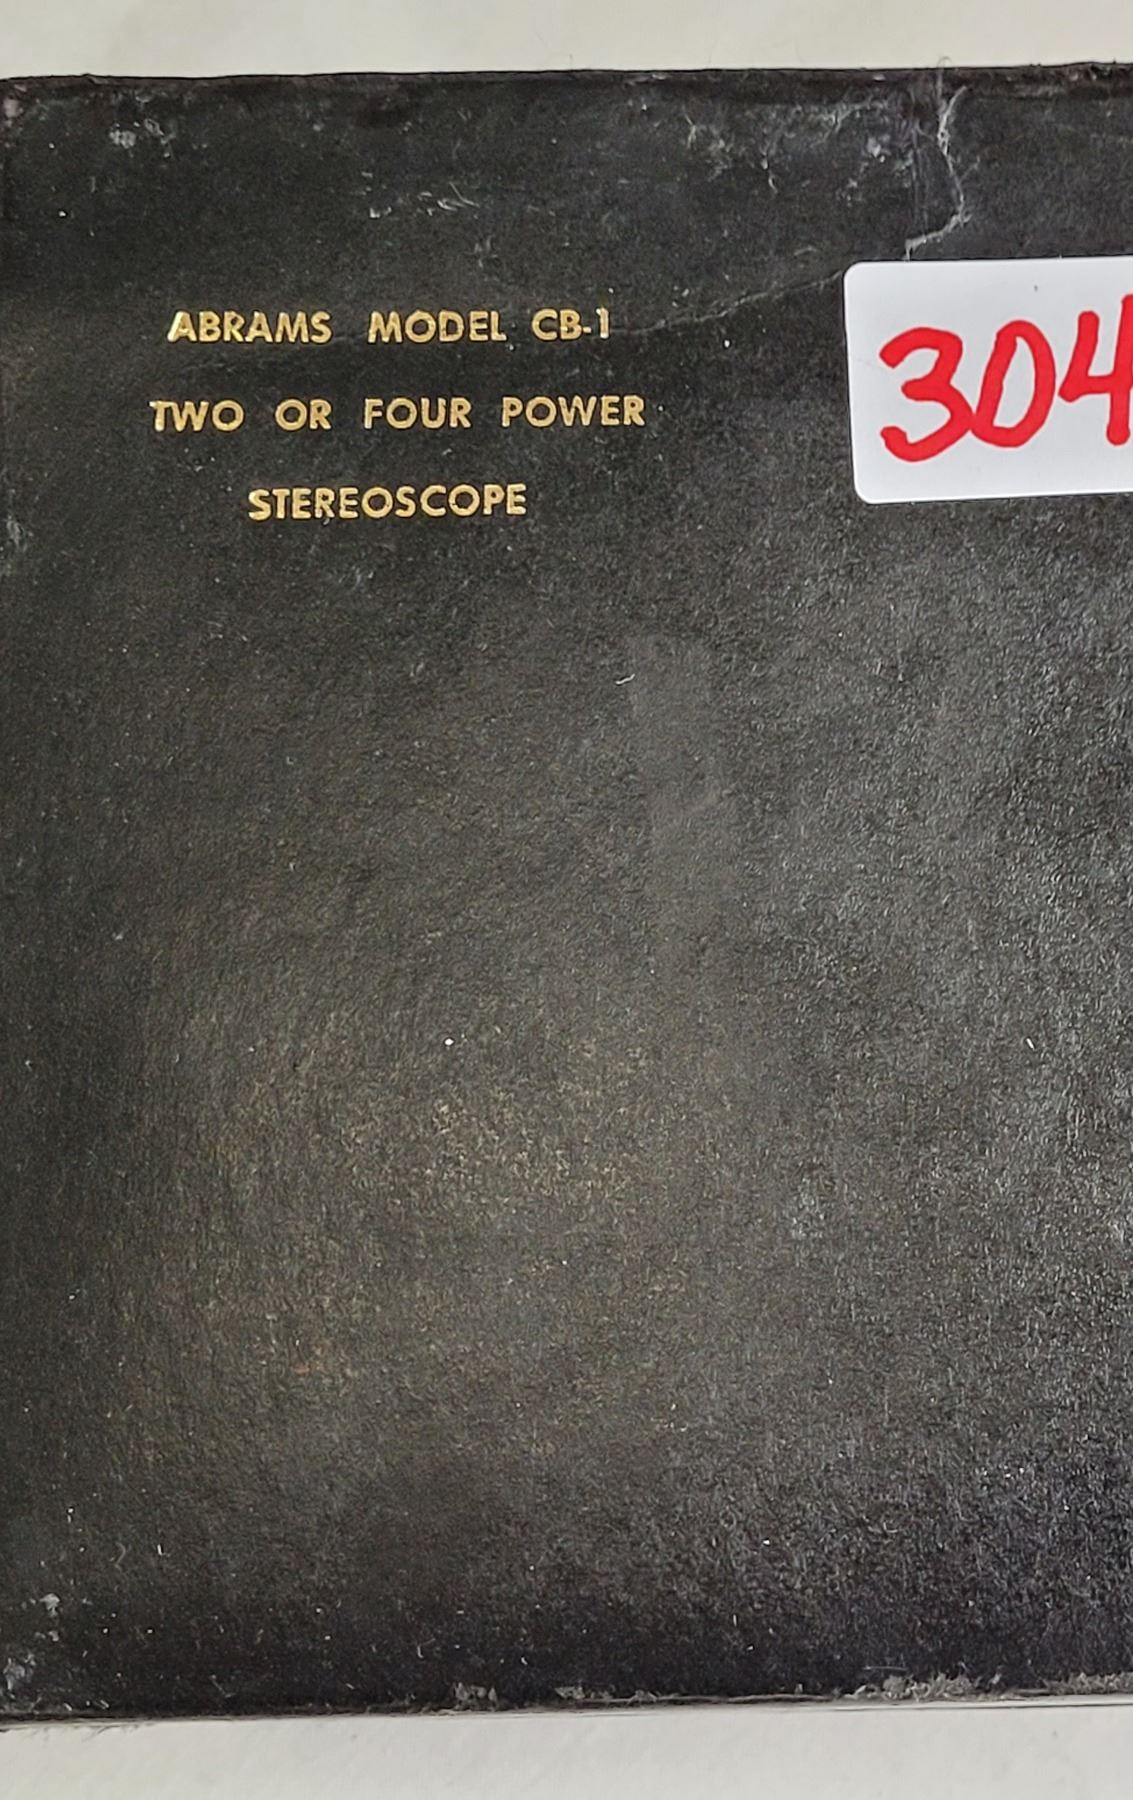 ABRAMS MODEL CB-1
TWO OR FOUR POWER
STEREOSCOPE
304